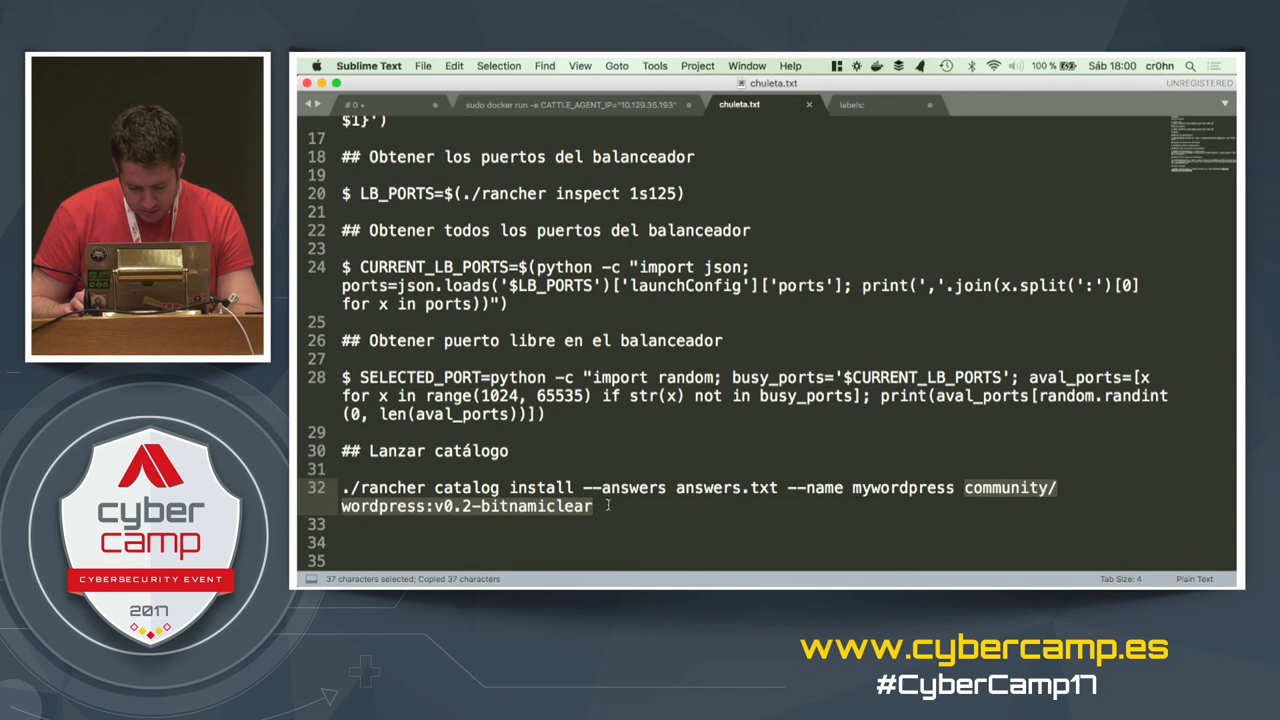 Sublime Text File Edit Selection Find View Goto Tools Project Window Help 100 % Sáb 18:00 cr0hn
chuleta.txt UNREGISTERED
# 0 + sudo docker run -e CATTLE_AGENT_IP="10.129.35.193" chuleta.txt labels:
$1}')
17
18 ## Obtener los puertos del balanceador
19
20 $ LB_PORTS=$(./rancher inspect 1s125)
21
22 ## Obtener todos los puertos del balanceador
23
24 $ CURRENT_LB_PORTS=$(python -c "import json;
ports=json.loads('$LB_PORTS')['launchConfig']['ports']; print(','.join(x.split(':')[0]
for x in ports))")
25
26 ## Obtener puerto libre en el balanceador
27
28 $ SELECTED_PORT=python -c "import random; busy_ports='$CURRENT_LB_PORTS'; aval_ports=[x
for x in range(1024, 65535) if str(x) not in busy_ports]; print(aval_ports[random.randint
(0, len(aval_ports))])
29
30 ## Lanzar catálogo
31
32 ./rancher catalog install --answers answers.txt --name mywordpress community/
wordpress:v0.2-bitnamiclear
33
34
35
37 characters selected; Copied 37 characters Tab Size: 4 Plain Text
cyber
camp
CYBERSECURITY EVENT
2017
www.cybercamp.es
#CyberCamp17